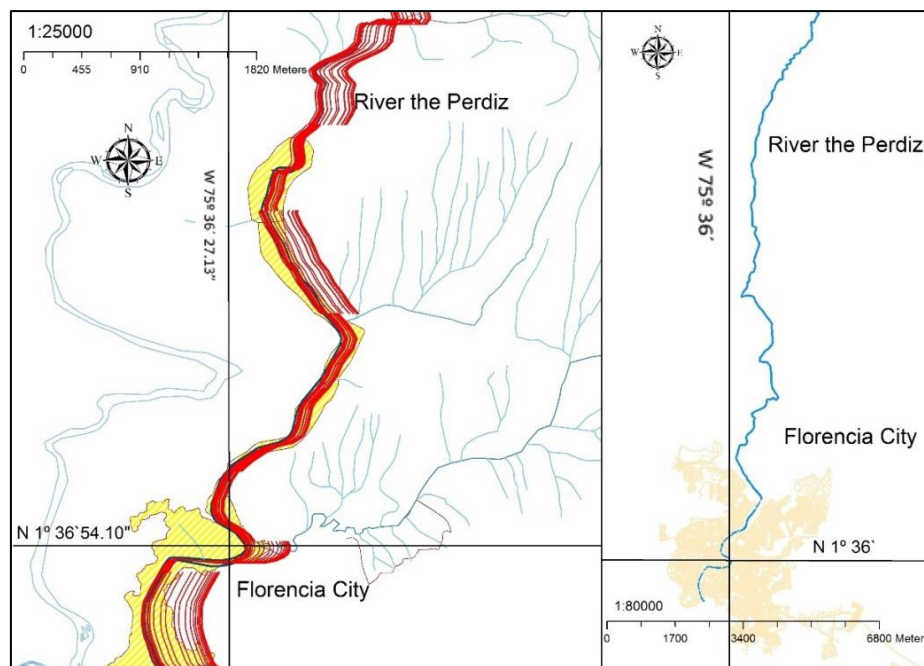 1:25000
0 455 910 1820 Meters
River the Perdiz
N
W E
S
W 75º 36´ 27.13"
N 1º 36`54.10"
Florencia City
N
W E
S
River the Perdiz
W 75º 36´
Florencia City
N 1º 36`
1:80000
0 1700 3400 6800 Meter